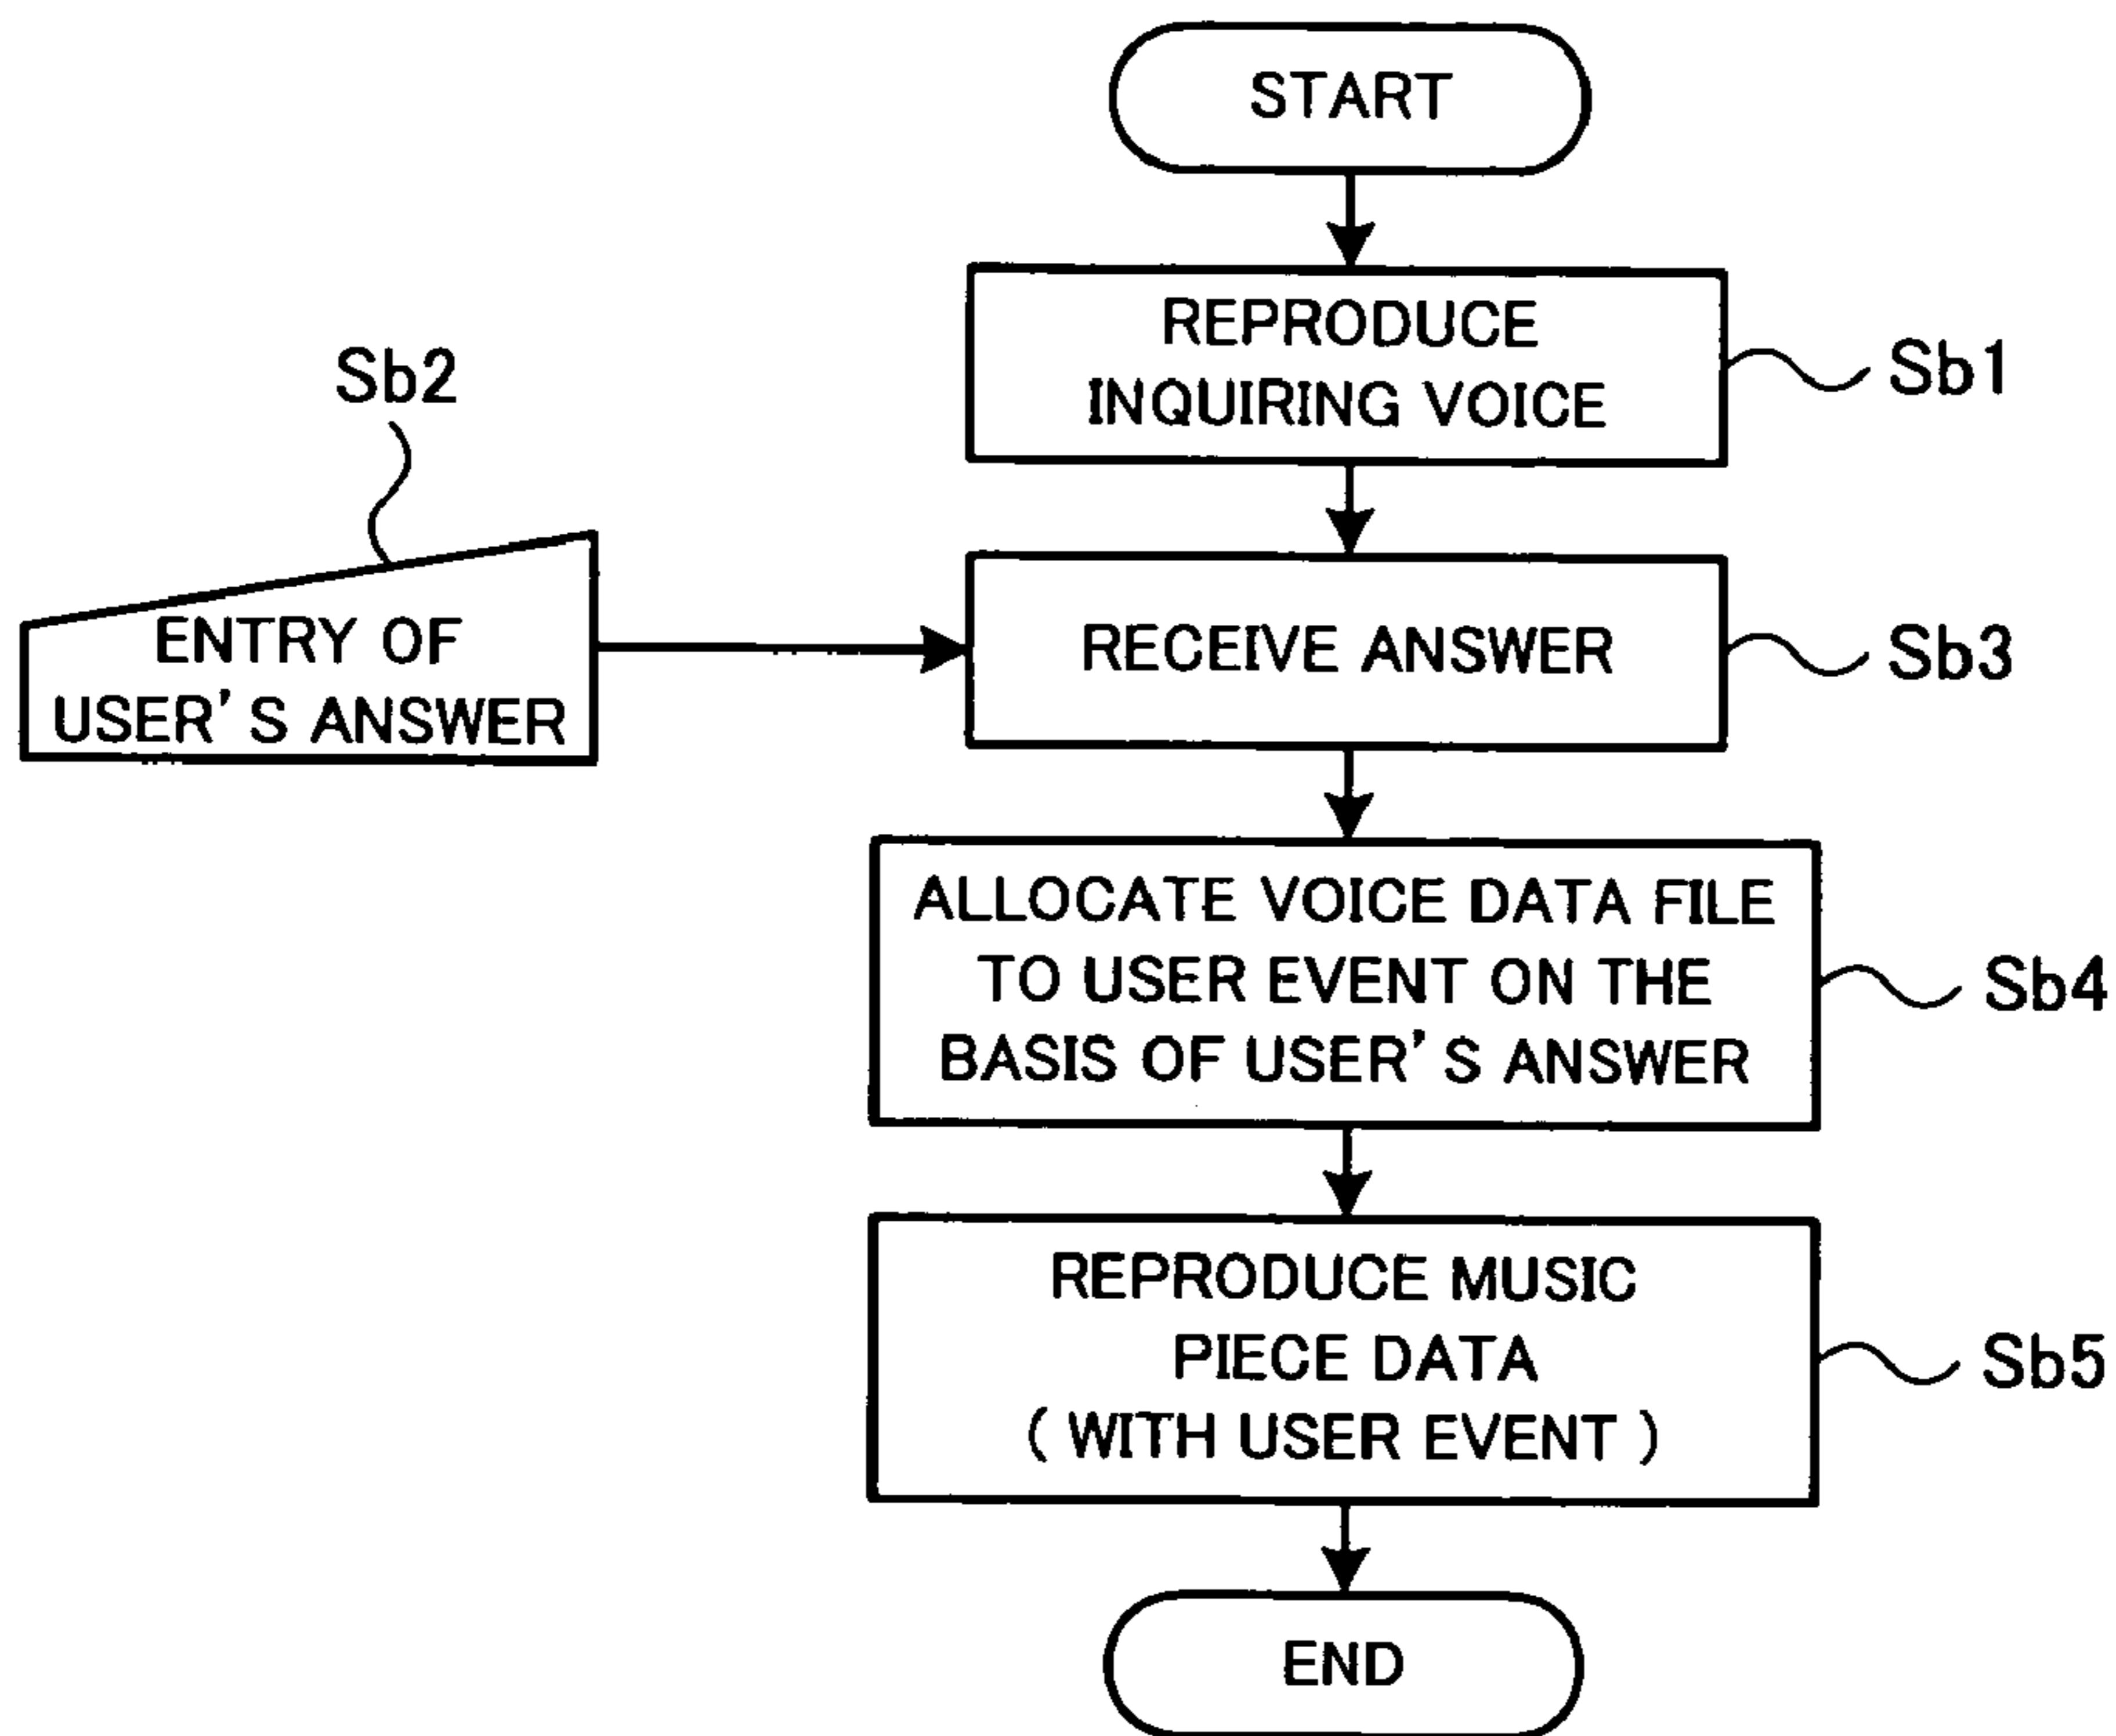 START
REPRODUCE
INQUIRING VOICE
Sb1
Sb2
ENTRY OF
USER'S ANSWER
RECEIVE ANSWER
Sb3
ALLOCATE VOICE DATA FILE
TO USER EVENT ON THE
BASIS OF USER'S ANSWER
Sb4
REPRODUCE MUSIC
PIECE DATA
( WITH USER EVENT )
Sb5
END